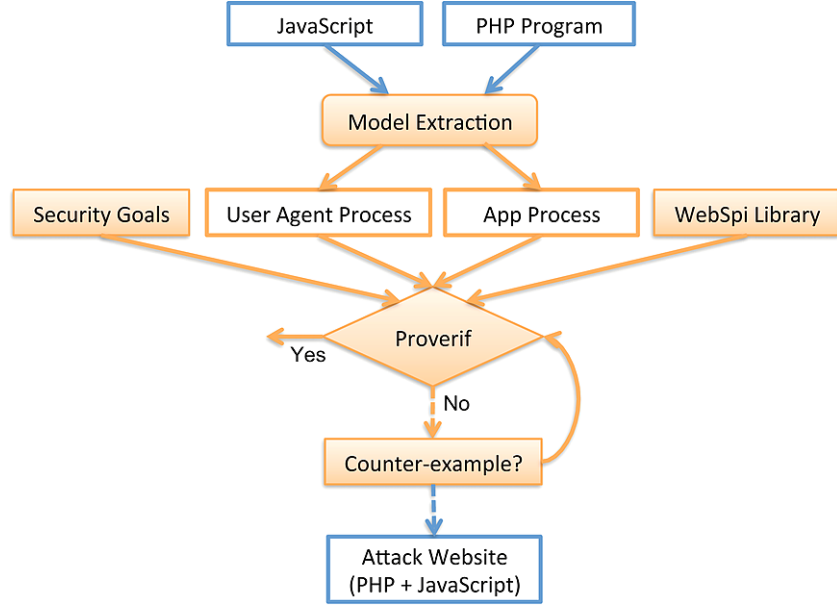 JavaScript
PHP Program
Model Extraction
Security Goals
User Agent Process
App Process
WebSpi Library
Proverif
Yes
No
Counter-example?
Attack Website
(PHP + JavaScript)